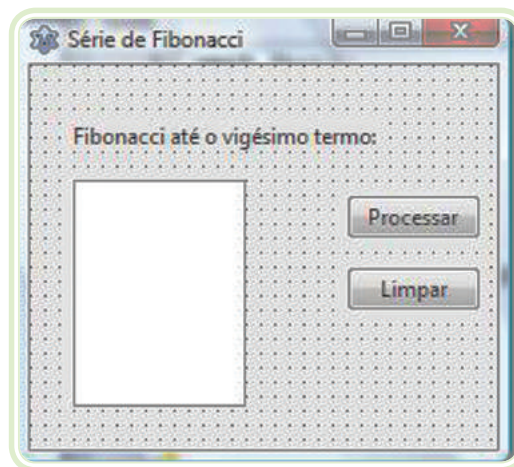 Série de Fibonacci
Fibonacci até o vigésimo termo:
Processar
Limpar